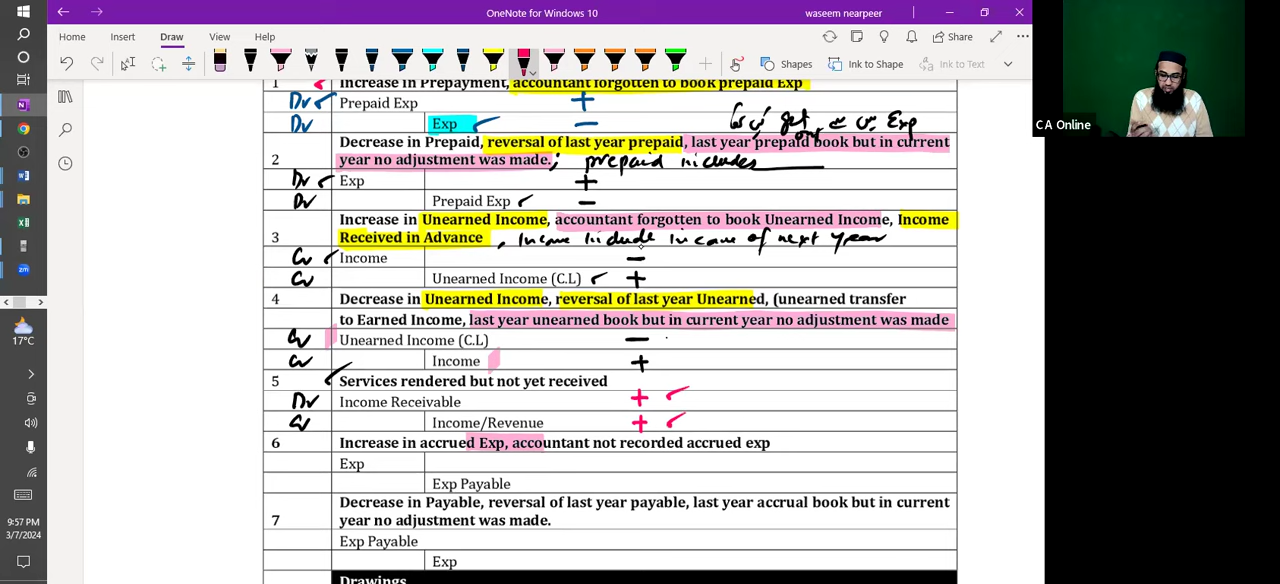 OneNote for Windows 10
waseem nearpeer
Home Insert Draw View Help
Share
Shapes Ink to Shape Ink to Text
C A Online
1 Increase in Prepayment, accountant forgotten to book prepaid Exp
Dr Prepaid Exp +
Dr Exp −
get Exp
Decrease in Prepaid, reversal of last year prepaid, last year prepaid book but in current
2 year no adjustment was made. ; prepaid includes
Dr Exp +
Dr Prepaid Exp −
Increase in Unearned Income, accountant forgotten to book Unearned Income, Income
3 Received in Advance , Income Include income of next year
Cr Income −
Cr Unearned Income (C.L) +
4 Decrease in Unearned Income, reversal of last year Unearned, (unearned transfer
to Earned Income, last year unearned book but in current year no adjustment was made
Cr Unearned Income (C.L) −
Cr Income +
5 Services rendered but not yet received
Dr Income Receivable +
Cr Income/Revenue +
6 Increase in accrued Exp, accountant not recorded accrued exp
Exp
Exp Payable
Decrease in Payable, reversal of last year payable, last year accrual book but in current
7 year no adjustment was made.
Exp Payable
Exp
Drawings
17°C
9:57 PM
3/7/2024